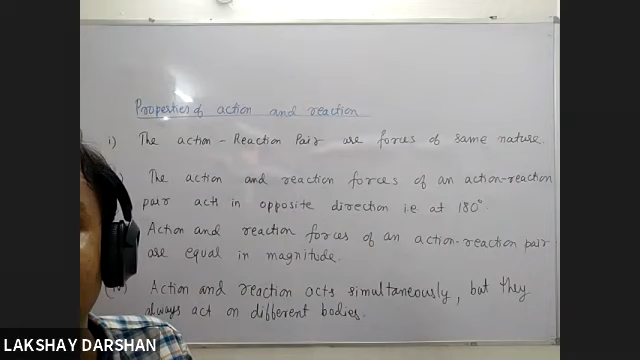 Properties of action and reaction
i) The action - Reaction Pair are forces of same nature.
The action and reaction forces of an action-reaction
pair acts in opposite direction i.e at 180°.
Action and reaction forces of an action-reaction pair
are equal in magnitude.
Action and reaction acts simultaneously, but they
always act on different bodies.
LAKSHAY DARSHAN